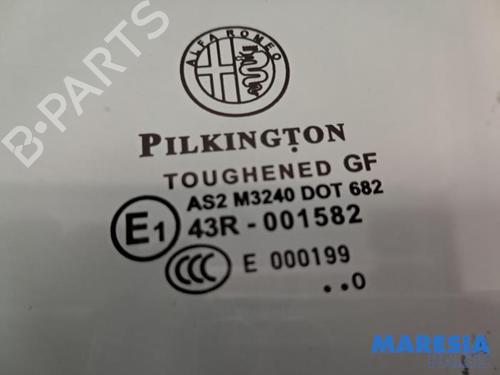 ALFA ROMEO
PILKINGTON
TOUGHENED GF
AS2 M3240 DOT 682
E1 43R - 001582
CCC E 000199
..0
B-PARTS
MARESIA